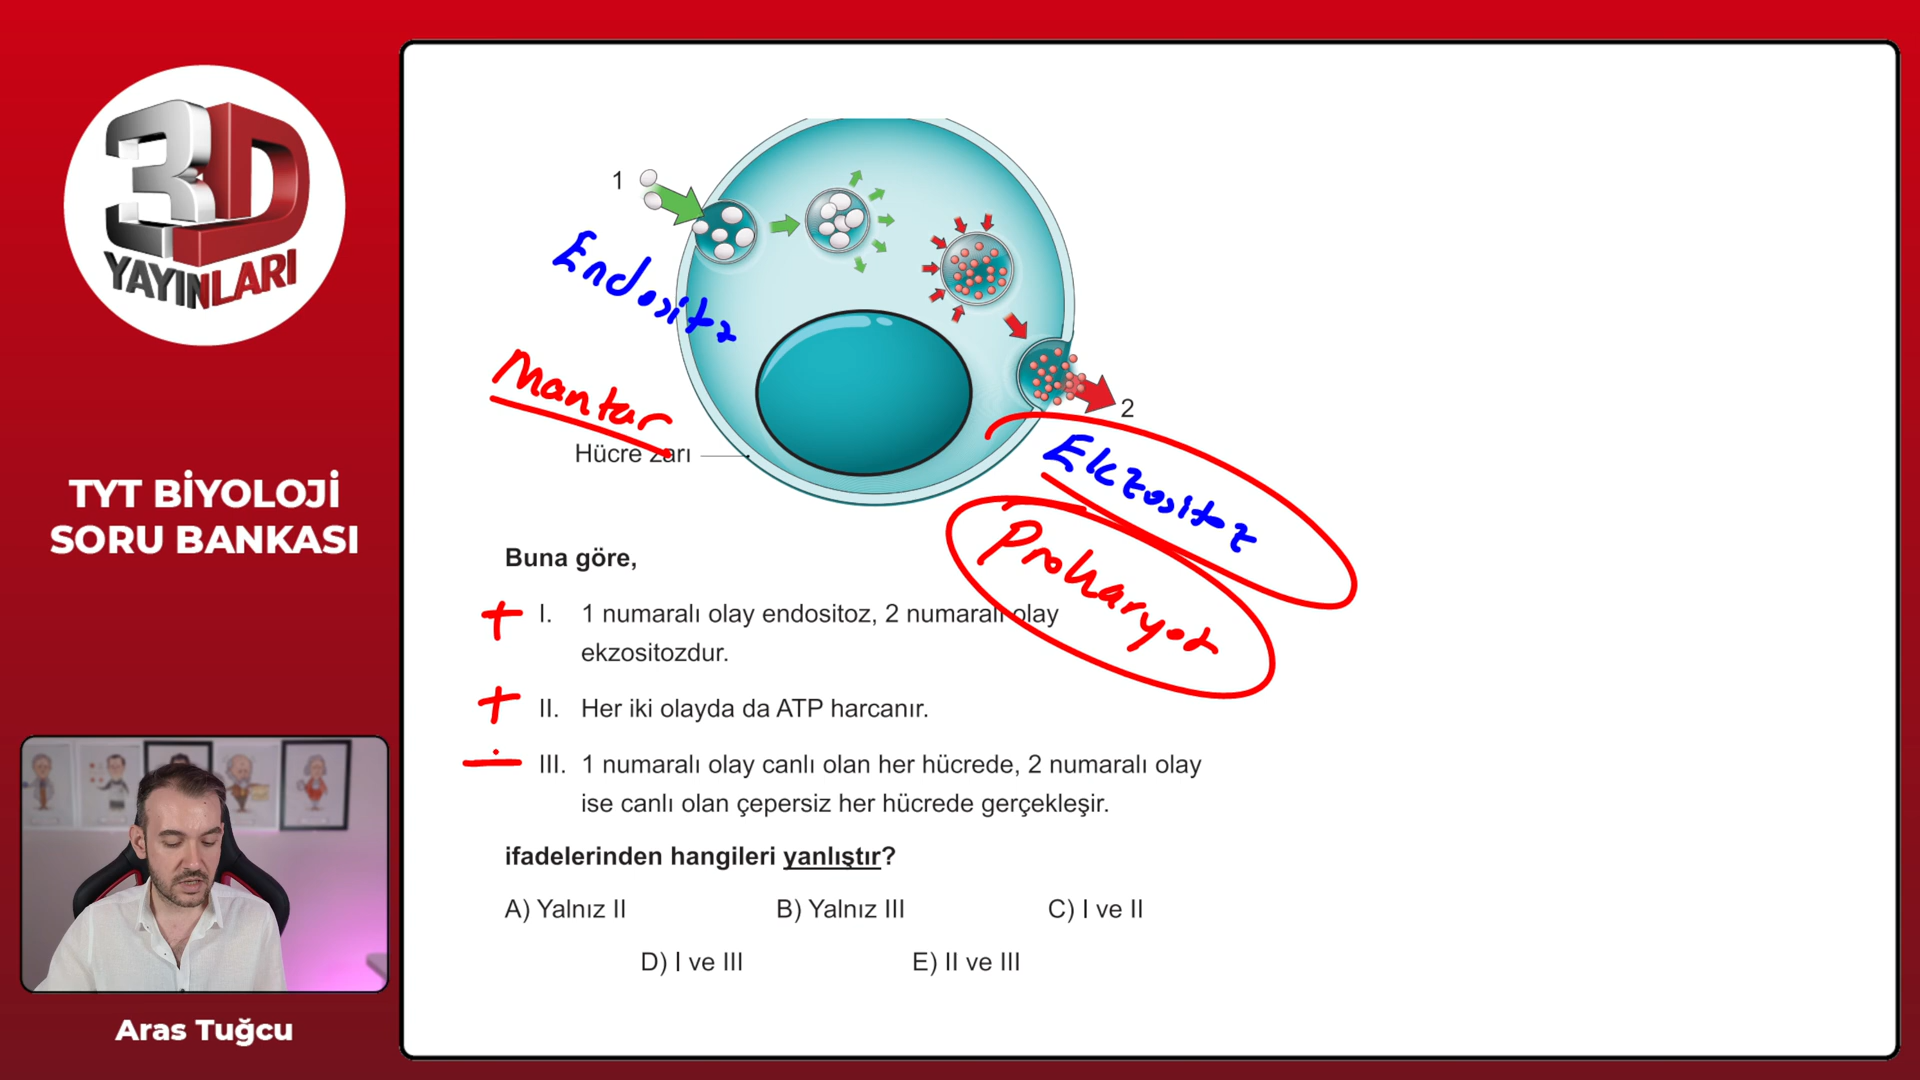 3D
YAYINLARI
TYT BİYOLOJİ
SORU BANKASI
Aras Tuğcu
1
Endositz
Mantar
Hücre zarı
2
Ekzositoz
Prokaryot
Buna göre,
+ I. 1 numaralı olay endositoz, 2 numaralı olay
ekzositozdur.
+ II. Her iki olayda da ATP harcanır.
− III. 1 numaralı olay canlı olan her hücrede, 2 numaralı olay
ise canlı olan çepersiz her hücrede gerçekleşir.
ifadelerinden hangileri yanlıştır?
A) Yalnız II B) Yalnız III C) I ve II
D) I ve III E) II ve III